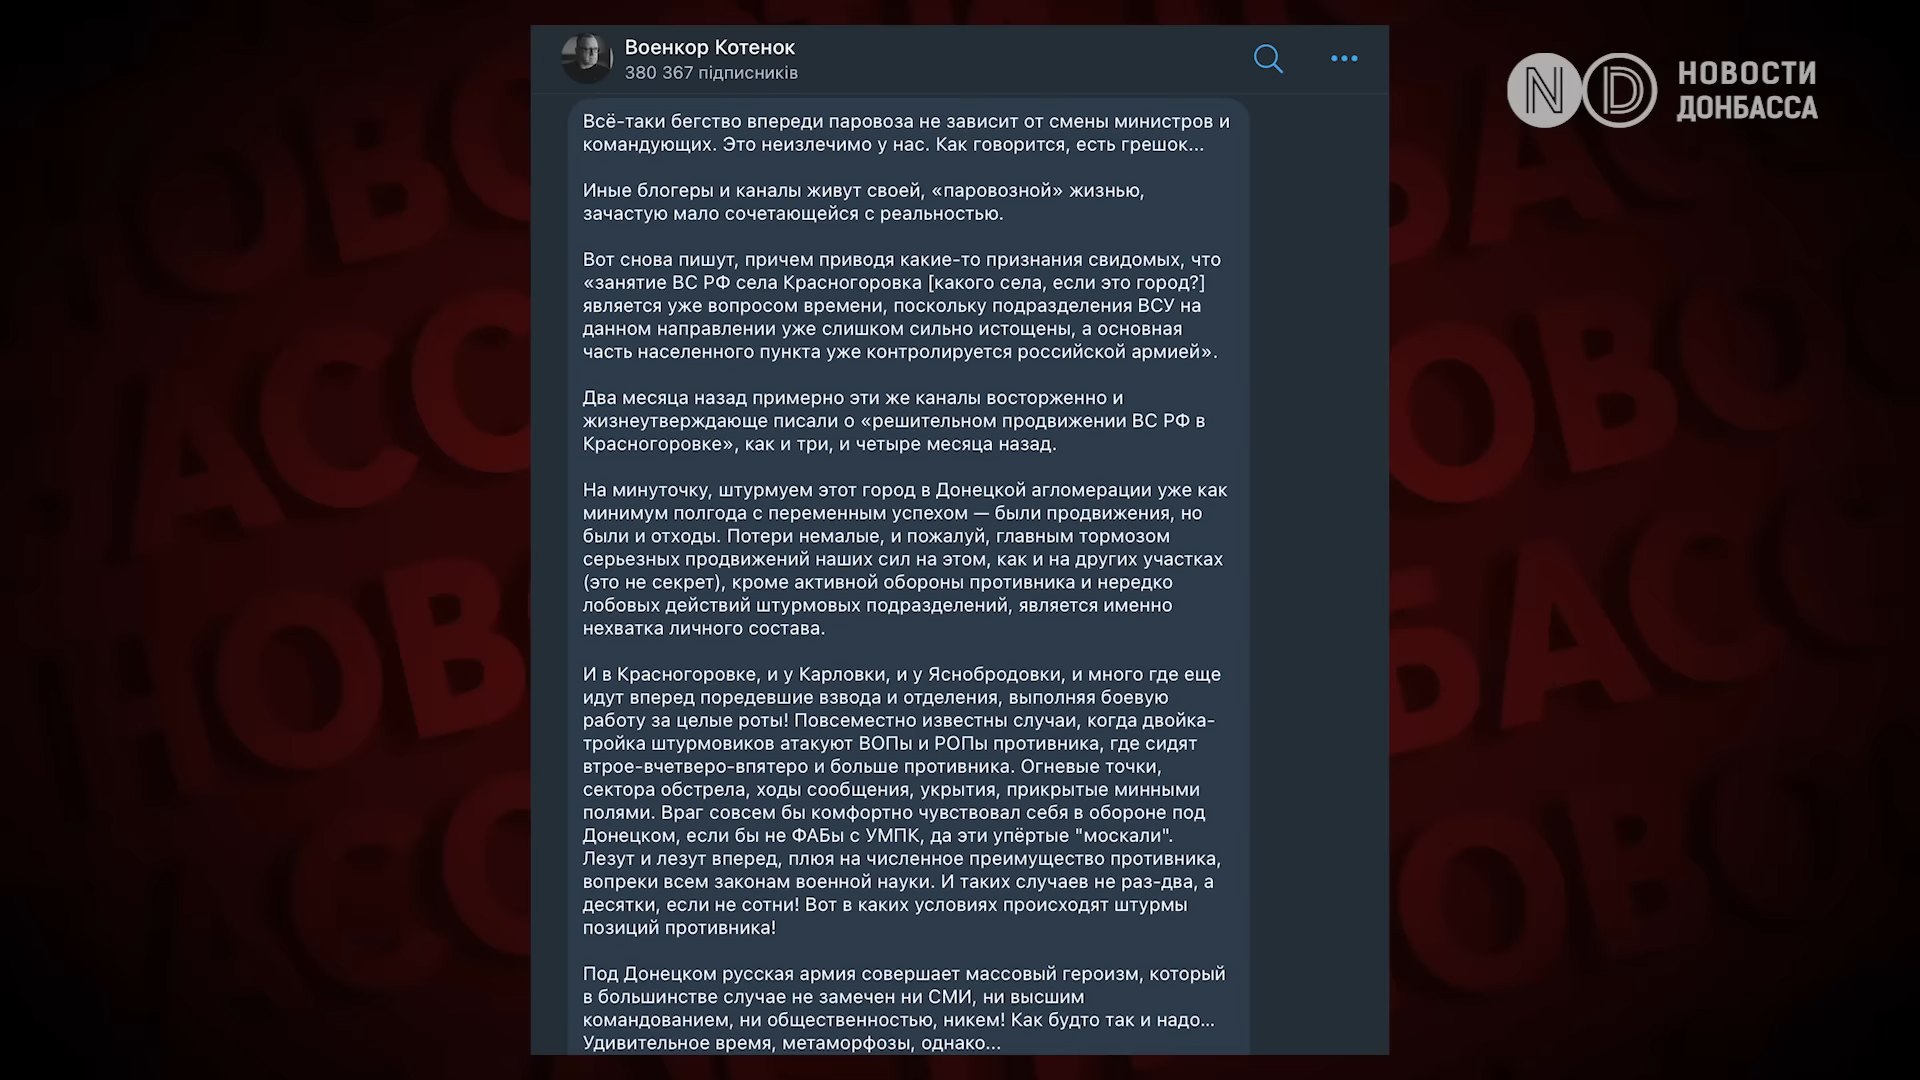 Военкор Котенок
380 367 підписників
НОВОСТИ
ДОНБАССА
Всё-таки бегство впереди паровоза не зависит от смены министров и
командующих. Это неизлечимо у нас. Как говорится, есть грешок...
Иные блогеры и каналы живут своей, «паровозной» жизнью,
зачастую мало сочетающейся с реальностью.
Вот снова пишут, причем приводя какие-то признания свидомых, что
«занятие ВС РФ села Красногоровка [какого села, если это город?]
является уже вопросом времени, поскольку подразделения ВСУ на
данном направлении уже слишком сильно истощены, а основная
часть населенного пункта уже контролируется российской армией».
Два месяца назад примерно эти же каналы восторженно и
жизнеутверждающе писали о «решительном продвижении ВС РФ в
Красногоровке», как и три, и четыре месяца назад.
На минуточку, штурмуем этот город в Донецкой агломерации уже как
минимум полгода с переменным успехом — были продвижения, но
были и отходы. Потери немалые, и пожалуй, главным тормозом
серьезных продвижений наших сил на этом, как и на других участках
(это не секрет), кроме активной обороны противника и нередко
лобовых действий штурмовых подразделений, является именно
нехватка личного состава.
И в Красногоровке, и у Карловки, и у Яснобродовки, и много где еще
идут вперед поредевшие взвода и отделения, выполняя боевую
работу за целые роты! Повсеместно известны случаи, когда двойка-
тройка штурмовиков атакуют ВОПы и РОПы противника, где сидят
втрое-вчетверо-впятеро и больше противника. Огневые точки,
сектора обстрела, ходы сообщения, укрытия, прикрытые минными
полями. Враг совсем бы комфортно чувствовал себя в обороне под
Донецком, если бы не ФАБы с УМПК, да эти упёртые "москали".
Лезут и лезут вперед, плюя на численное преимущество противника,
вопреки всем законам военной науки. И таких случаев не раз-два, а
десятки, если не сотни! Вот в каких условиях происходят штурмы
позиций противника!
Под Донецком русская армия совершает массовый героизм, который
в большинстве случае не замечен ни СМИ, ни высшим
командованием, ни общественностью, никем! Как будто так и надо...
Удивительное время, метаморфозы, однако...